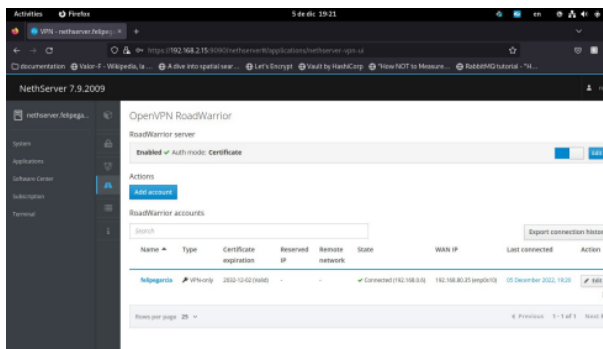 Activities Firefox 5 de dic 19:21 en
VPN - nethserver.felipega
https://192.168.2.15:9090/nethserver#/applications/nethserver-vpn-ui
documentation Valor-F - Wikipedia, la ... A dive into spatial sear... Let's Encrypt Vault by HashiCorp "How NOT to Measure... RabbitMQ tutorial - "H...
NethServer 7.9.2009
nethserver.felipega...
System
Applications
Software Center
Subscription
Terminal
OpenVPN RoadWarrior
RoadWarrior server
Enabled ✔ Auth mode: Certificate
Edit
Actions
Add account
RoadWarrior accounts
Search
Export connection histor
Name Type Certificate expiration Reserved IP Remote network State WAN IP Last connected Action
felipegarcia VPN-only 2032-12-02 (Valid) - - Connected (192.168.0.6) 192.168.80.25 (enp0s10) 05 December 2022, 19:20 Edit
Rows per page 25 Previous 1-1 of 1 Next